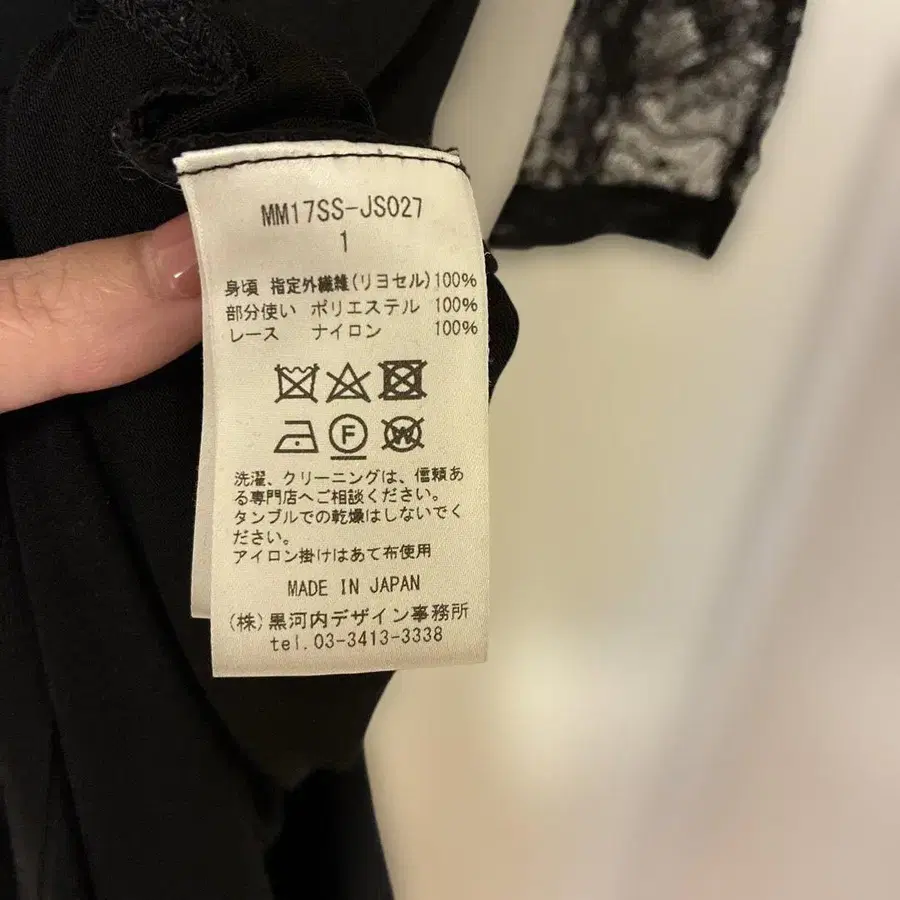 MM17SS-JS027
1
身頃 指定外繊維(リヨセル)100%
部分使い ポリエステル 100%
レース ナイロン 100%
F
W
洗濯、クリーニングは、信頼あ
る専門店へご相談ください。
タンブルでの乾燥はしないでく
ださい。
アイロン掛けはあて布使用
MADE IN JAPAN
(株)黒河内デザイン事務所
tel.03-3413-3338